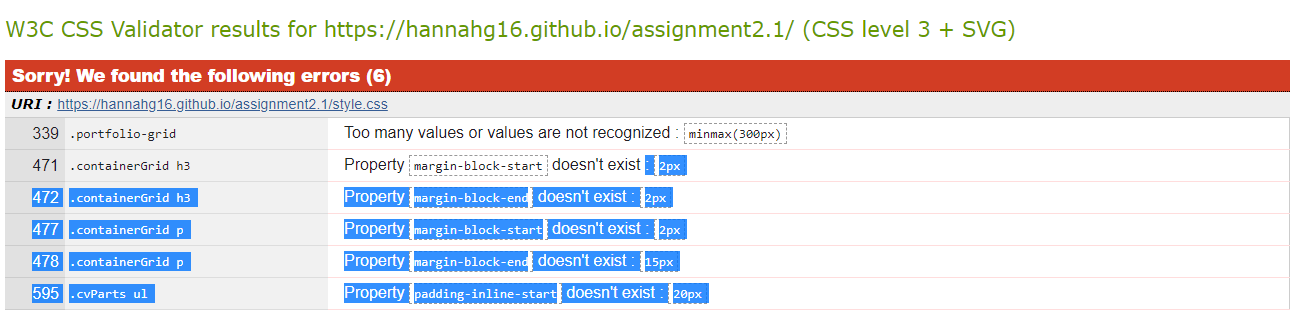 W3C CSS Validator results for https://hannahg16.github.io/assignment2.1/ (CSS level 3 + SVG)
Sorry! We found the following errors (6)
URI : https://hannahg16.github.io/assignment2.1/style.css
339 .portfolio-grid Too many values or values are not recognized : minmax(300px)
471 .containerGrid h3 Property margin-block-start doesn't exist : 2px
472 .containerGrid h3 Property margin-block-end doesn't exist : 2px
477 .containerGrid p Property margin-block-start doesn't exist : 2px
478 .containerGrid p Property margin-block-end doesn't exist : 15px
595 .cvParts ul Property padding-inline-start doesn't exist : 20px